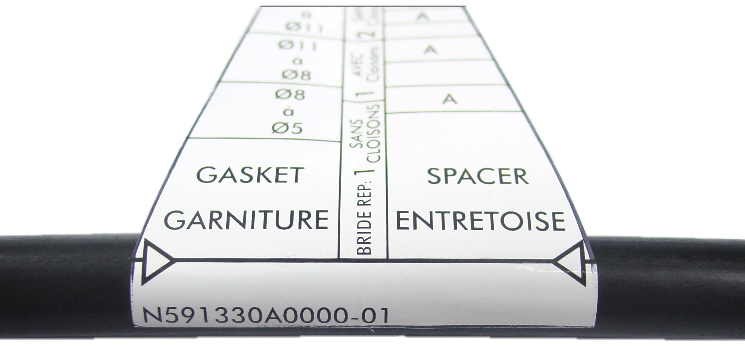 à
Ø11
Ø11
à
Ø8
Ø8
à
Ø5
GASKET
GARNITURE
BRIDE REP: 1 SANS CLOISONS
1 AVEC Cloisons
2
A
A
A
SPACER
ENTRETOISE
N591330A0000-01